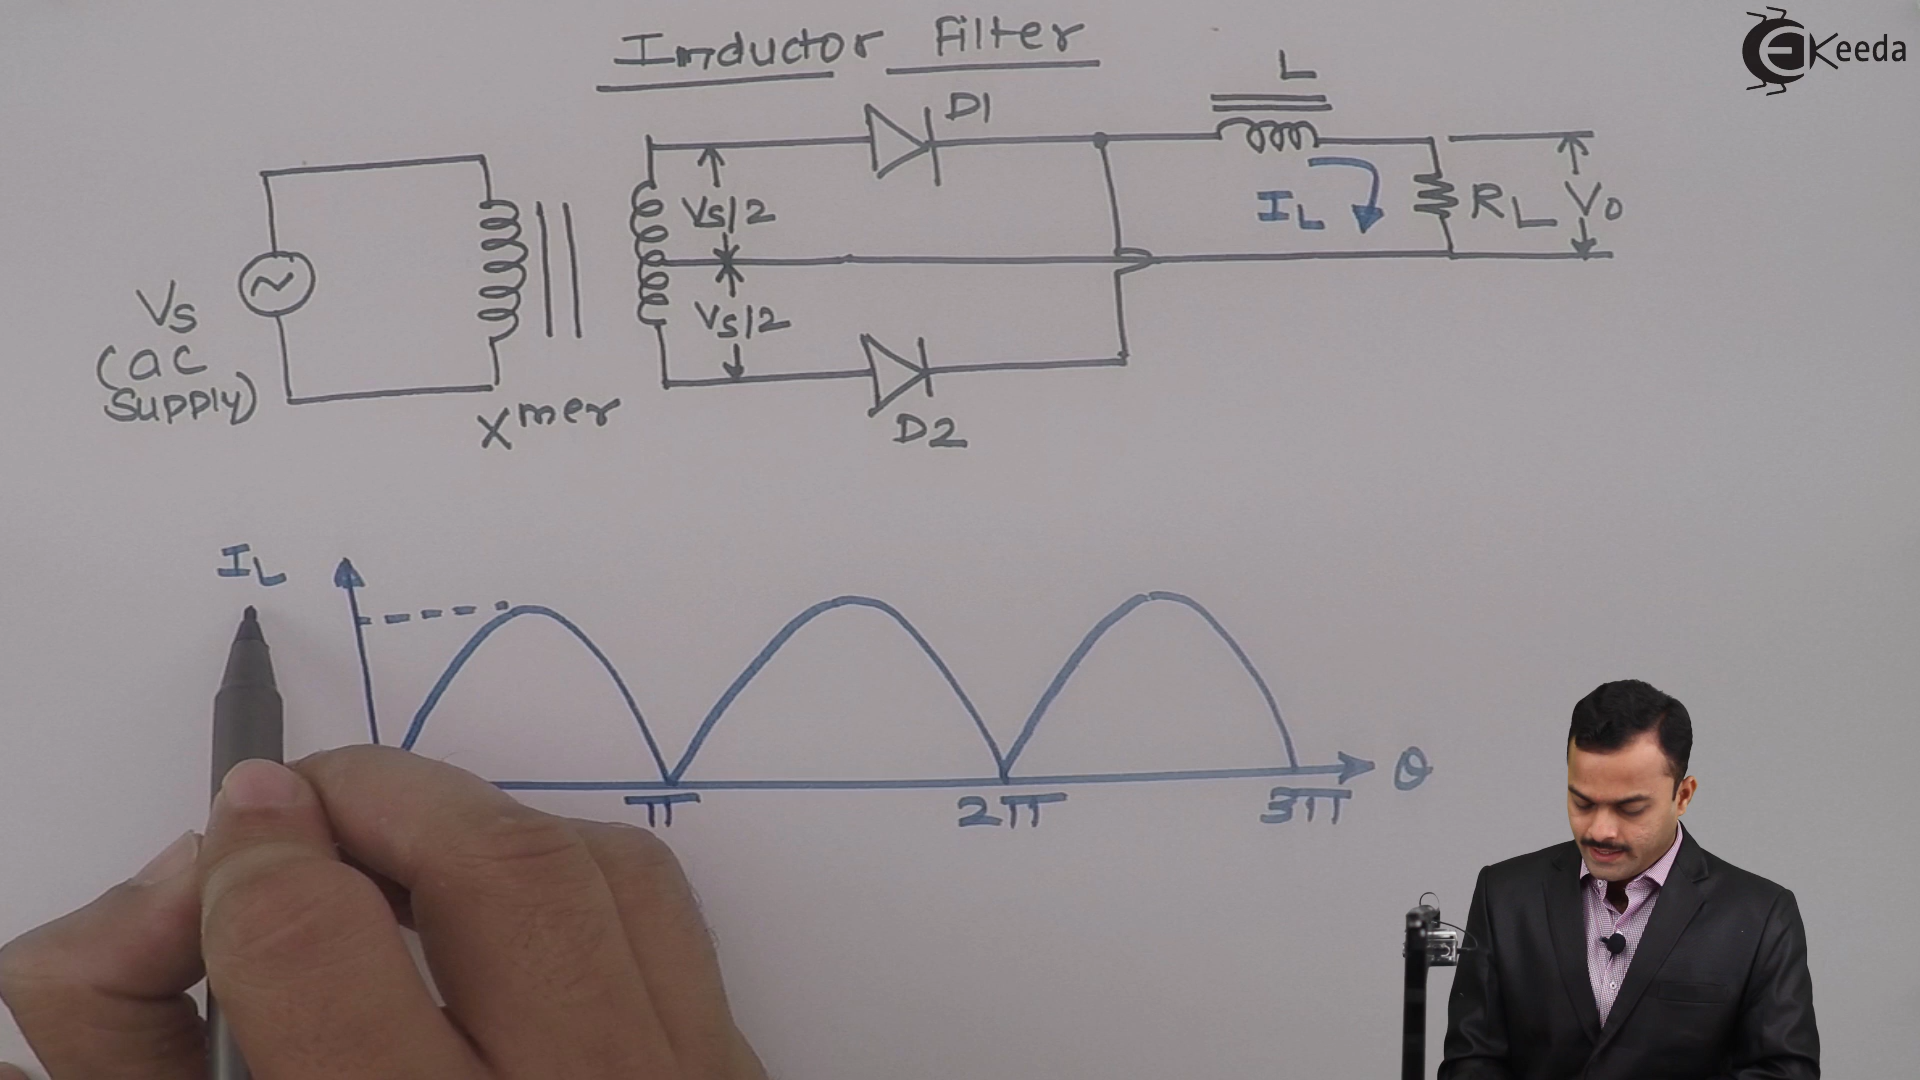 Inductor Filter
EKeeda
L
D1
Vs/2
IL
RL
Vo
Vs/2
Vs
(ac
supply)
Xmer
D2
IL
θ
π
2π
3π